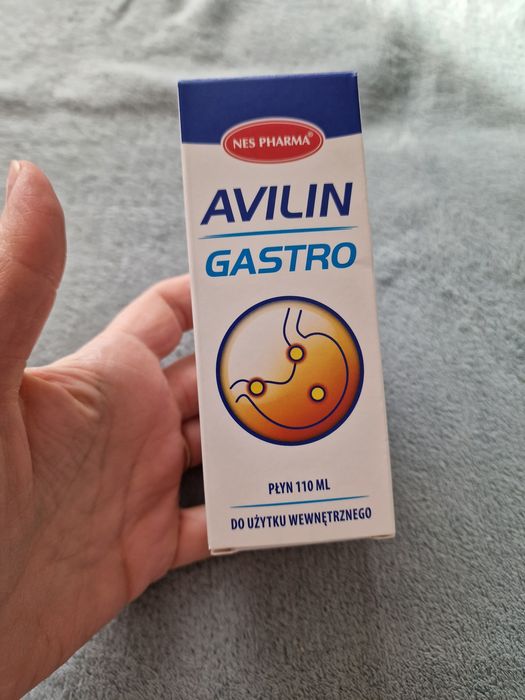 NES PHARMA®
AVILIN
GASTRO
PŁYN 110 ML
DO UŻYTKU WEWNĘTRZNEGO